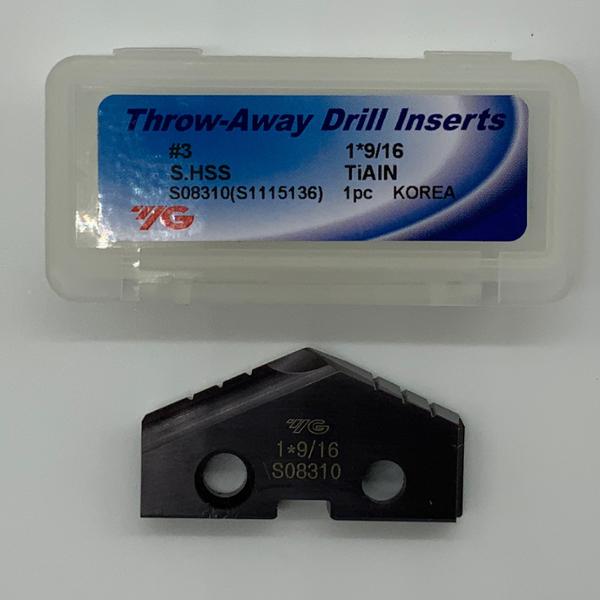 Throw-Away Drill Inserts
#3 1*9/16
S.HSS TiAlN
S08310(S1115136) 1pc KOREA
YG
YG
1*9/16
S08310